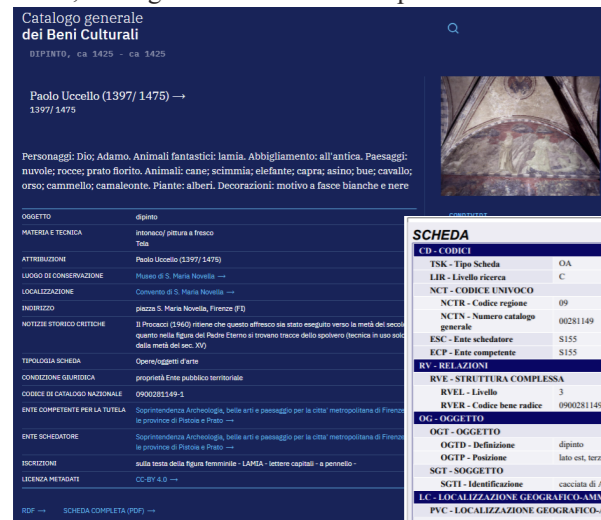 Catalogo generale
dei Beni Culturali
DIPINTO, ca 1425 - ca 1425
Paolo Uccello (1397/ 1475) →
1397/ 1475
Personaggi: Dio; Adamo. Animali fantastici: lamia. Abbigliamento: all'antica. Paesaggi:
nuvole; rocce; prato fiorito. Animali: cane; scimmia; elefante; capra; asino; bue; cavallo;
orso; cammello; camaleonte. Piante: alberi. Decorazioni: motivo a fasce bianche e nere
OGGETTO dipinto
MATERIA E TECNICA intonaco/ pittura a fresco
Tela
ATTRIBUZIONI Paolo Uccello (1397/ 1475)
LUOGO DI CONSERVAZIONE Museo di S. Maria Novella →
LOCALIZZAZIONE Convento di S. Maria Novella →
INDIRIZZO piazza S. Maria Novella, Firenze (FI)
NOTIZIE STORICO CRITICHE Il Procacci (1960) ritiene che questo affresco sia stato eseguito verso la metà del secolo
quanto nella figura del Padre Eterno si trovano tracce dello spolvero (tecnica in uso solo
dalla metà del sec. XV)
TIPOLOGIA SCHEDA Opere/oggetti d'arte
CONDIZIONE GIURIDICA proprietà Ente pubblico territoriale
CODICE DI CATALOGO NAZIONALE 0900281149-1
ENTE COMPETENTE PER LA TUTELA Soprintendenza Archeologia, belle arti e paesaggio per la citta' metropolitana di Firenze
le province di Pistoia e Prato →
ENTE SCHEDATORE Soprintendenza Archeologia, belle arti e paesaggio per la citta' metropolitana di Firenze
le province di Pistoia e Prato →
ISCRIZIONI sulla testa della figura femminile - LAMIA - lettere capitali - a pennello -
LICENZA METADATI CC-BY 4.0 →
RDF → SCHEDA COMPLETA (PDF) →
SCHEDA
CD - CODICI
TSK - Tipo Scheda OA
LIR - Livello ricerca C
NCT - CODICE UNIVOCO
NCTR - Codice regione 09
NCTN - Numero catalogo
generale 00281149
ESC - Ente schedatore S155
ECP - Ente competente S155
RV - RELAZIONI
RVE - STRUTTURA COMPLESSA
RVEL - Livello 3
RVER - Codice bene radice 0900281149
OG - OGGETTO
OGT - OGGETTO
OGTD - Definizione dipinto
OGTP - Posizione lato est, terz
SGT - SOGGETTO
SGTI - Identificazione cacciata di A
LC - LOCALIZZAZIONE GEOGRAFICO-AMM
PVC - LOCALIZZAZIONE GEOGRAFICO-A